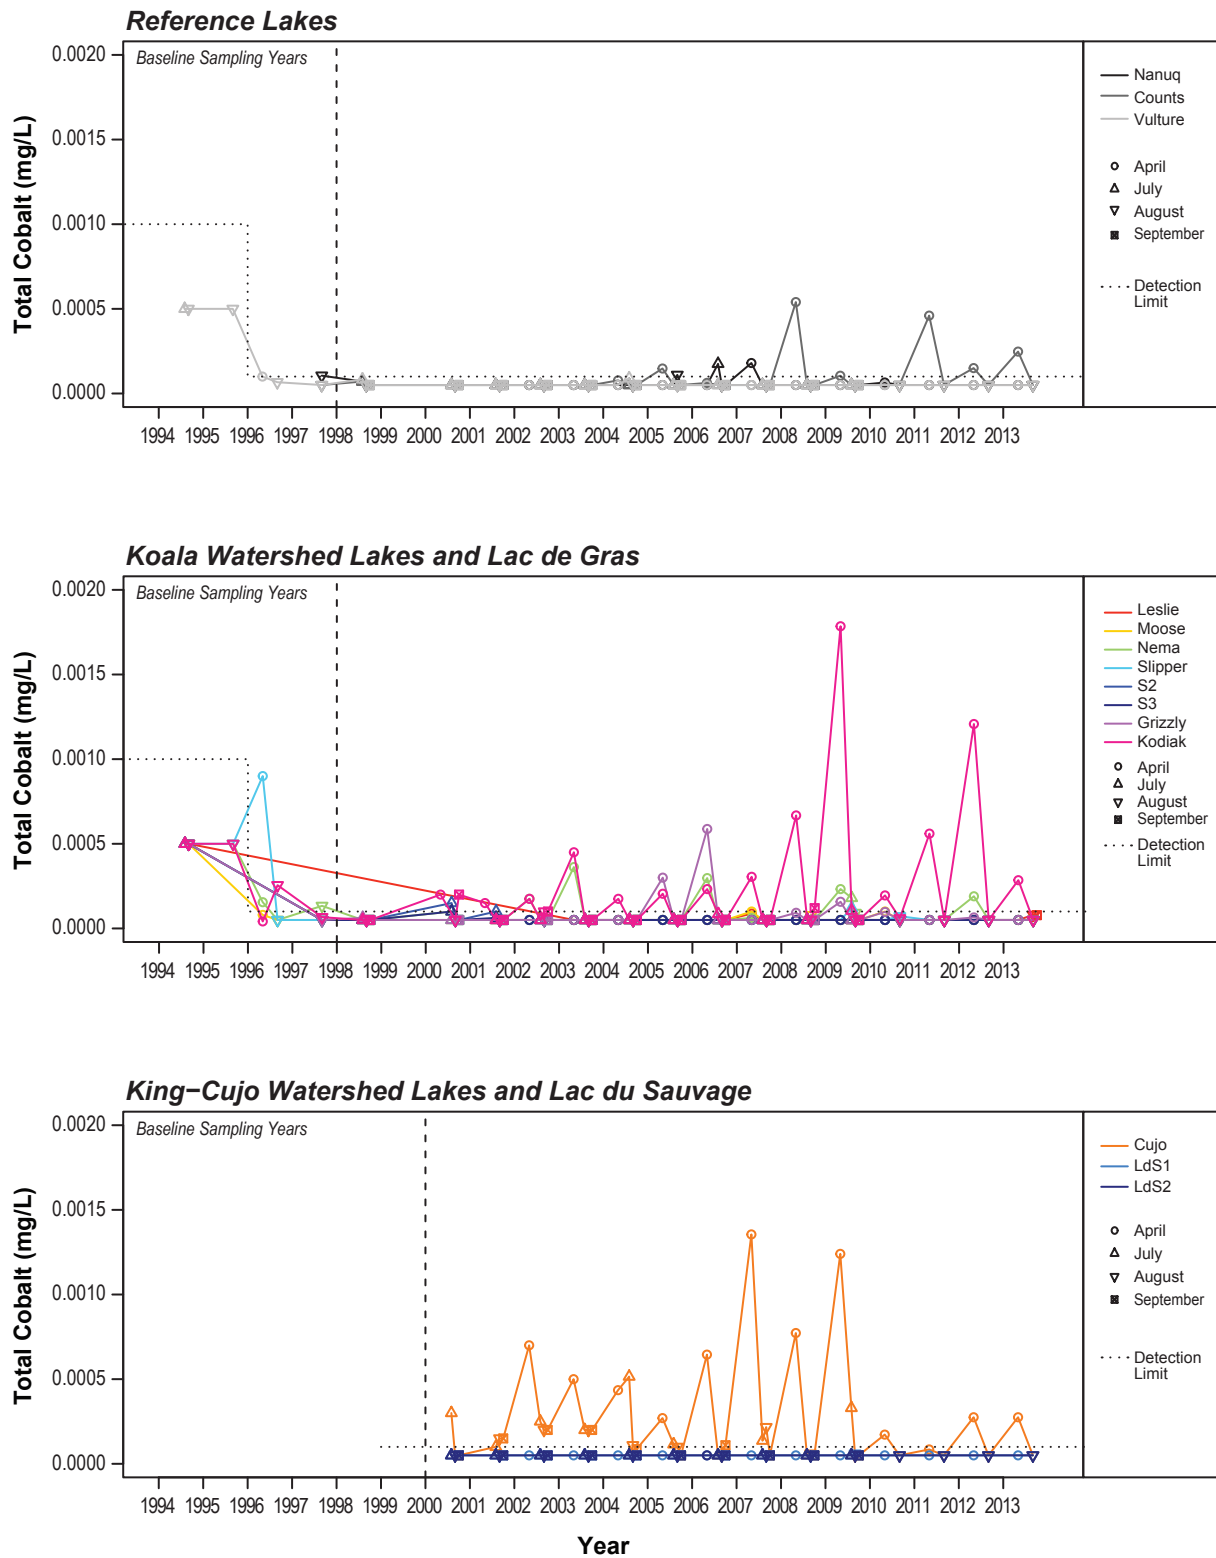 Reference Lakes
Baseline Sampling Years
Total Cobalt (mg/L)
0.0020
0.0015
0.0010
0.0005
0.0000
1994 1995 1996 1997 1998 1999 2000 2001 2002 2003 2004 2005 2006 2007 2008 2009 2010 2011 2012 2013
Nanuq
Counts
Vulture
April
July
August
September
Detection
Limit
Koala Watershed Lakes and Lac de Gras
Baseline Sampling Years
Total Cobalt (mg/L)
0.0020
0.0015
0.0010
0.0005
0.0000
1994 1995 1996 1997 1998 1999 2000 2001 2002 2003 2004 2005 2006 2007 2008 2009 2010 2011 2012 2013
Leslie
Moose
Nema
Slipper
S2
S3
Grizzly
Kodiak
April
July
August
September
Detection
Limit
King−Cujo Watershed Lakes and Lac du Sauvage
Baseline Sampling Years
Total Cobalt (mg/L)
0.0020
0.0015
0.0010
0.0005
0.0000
1994 1995 1996 1997 1998 1999 2000 2001 2002 2003 2004 2005 2006 2007 2008 2009 2010 2011 2012 2013
Cujo
LdS1
LdS2
April
July
August
September
Detection
Limit
Year